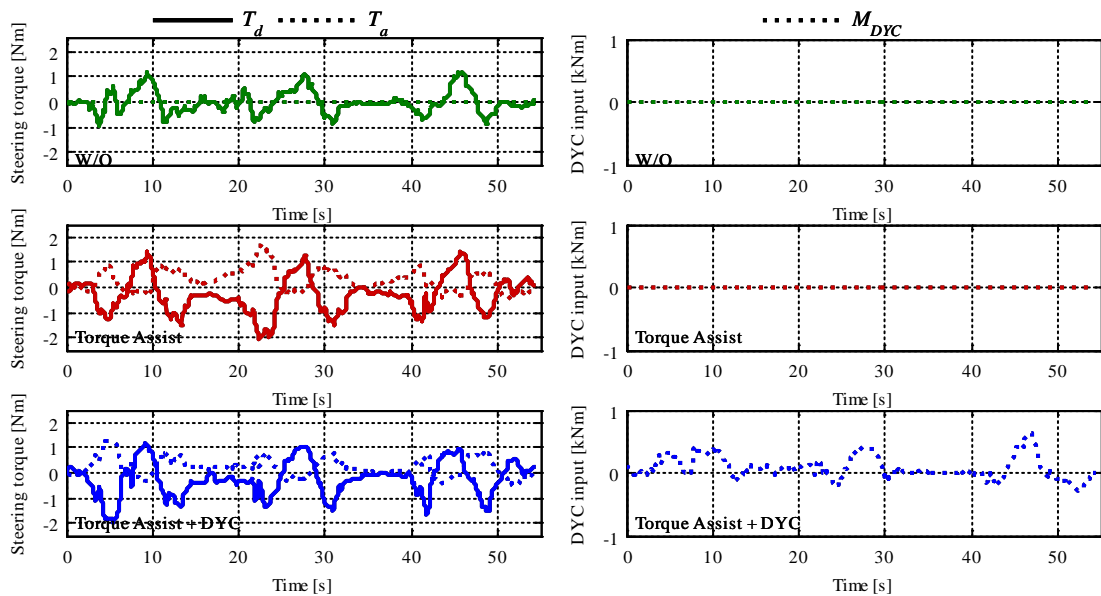 T_d T_a
M_DYC
Steering torque [Nm]
2
1
0
-1
-2
W/O
0 10 20 30 40 50
Time [s]
DYC input [kNm]
1
0
-1
W/O
0 10 20 30 40 50
Time [s]
Steering torque [Nm]
2
1
0
-1
-2
Torque Assist
0 10 20 30 40 50
Time [s]
DYC input [kNm]
1
0
-1
Torque Assist
0 10 20 30 40 50
Time [s]
Steering torque [Nm]
2
1
0
-1
-2
Torque Assist + DYC
0 10 20 30 40 50
Time [s]
DYC input [kNm]
1
0
-1
Torque Assist + DYC
0 10 20 30 40 50
Time [s]